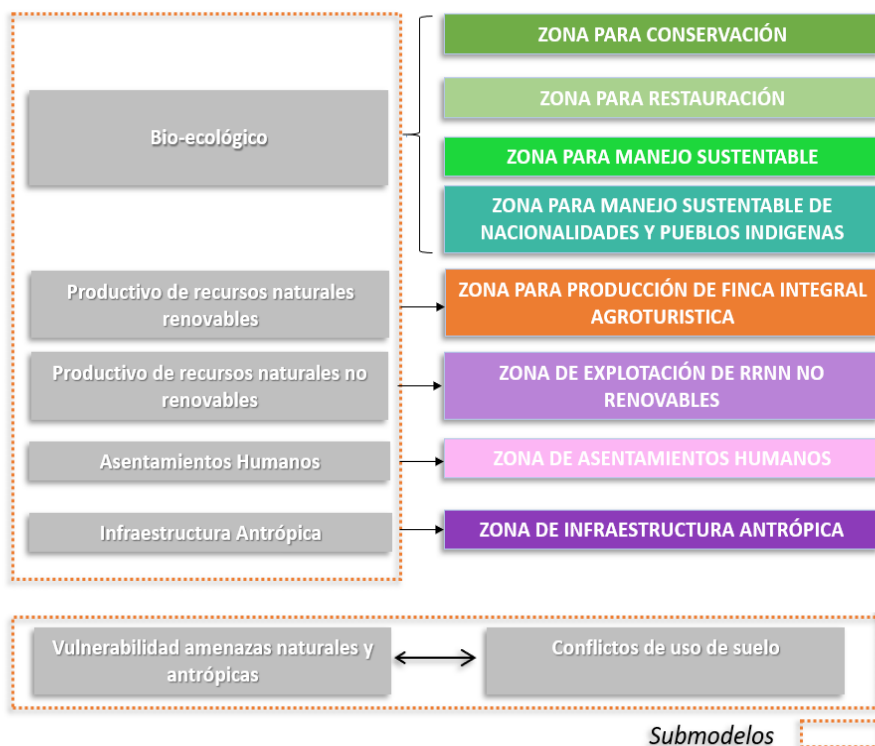 ZONA PARA CONSERVACIÓN
ZONA PARA RESTAURACIÓN
Bio-ecológico
ZONA PARA MANEJO SUSTENTABLE
ZONA PARA MANEJO SUSTENTABLE DE
NACIONALIDADES Y PUEBLOS INDIGENAS
Productivo de recursos naturales
renovables
ZONA PARA PRODUCCIÓN DE FINCA INTEGRAL
AGROTURISTICA
Productivo de recursos naturales no
renovables
ZONA DE EXPLOTACIÓN DE RRNN NO
RENOVABLES
Asentamientos Humanos
ZONA DE ASENTAMIENTOS HUMANOS
Infraestructura Antrópica
ZONA DE INFRAESTRUCTURA ANTRÓPICA
Vulnerabilidad amenazas naturales y
antrópicas
Conflictos de uso de suelo
Submodelos